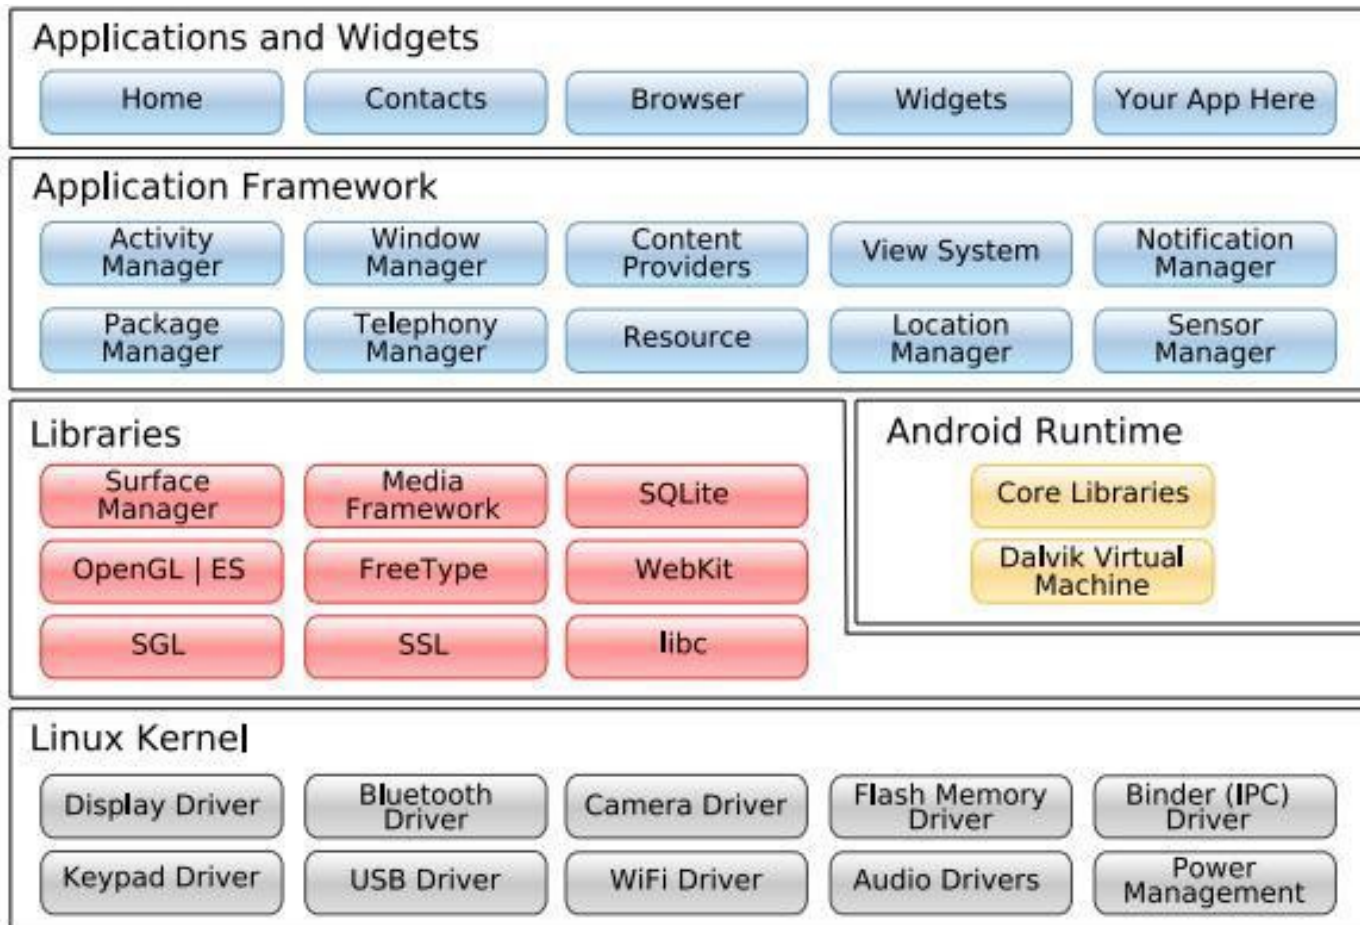 Applications and Widgets
Home
Contacts
Browser
Widgets
Your App Here
Application Framework
Activity
Manager
Window
Manager
Content
Providers
View System
Notification
Manager
Package
Manager
Telephony
Manager
Resource
Location
Manager
Sensor
Manager
Libraries
Surface
Manager
Media
Framework
SQLite
OpenGL | ES
FreeType
WebKit
SGL
SSL
libc
Android Runtime
Core Libraries
Dalvik Virtual
Machine
Linux Kernel
Display Driver
Bluetooth
Driver
Camera Driver
Flash Memory
Driver
Binder (IPC)
Driver
Keypad Driver
USB Driver
WiFi Driver
Audio Drivers
Power
Management